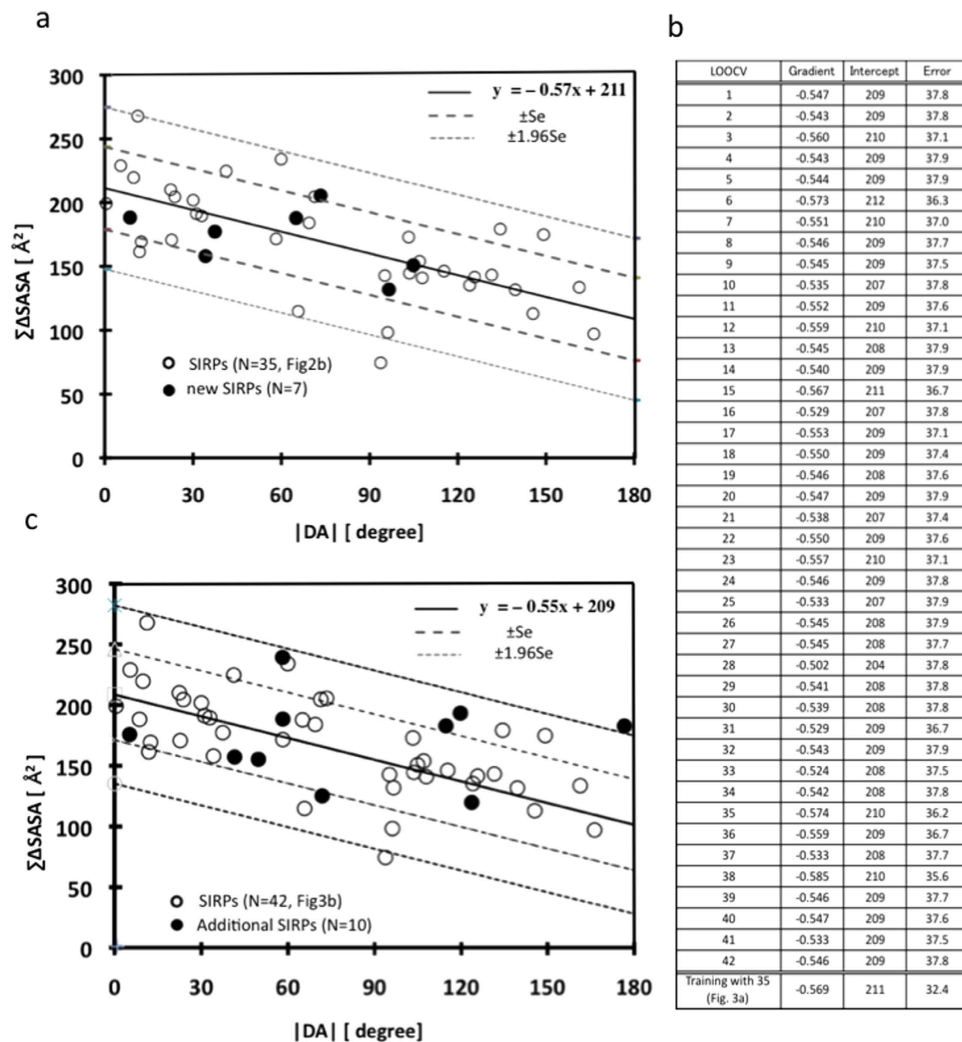 a
300
250
200
150
100
50
0
∑ΔSASA [ Å²]
y = – 0.57x + 211
±Se
±1.96Se
SIRPs (N=35, Fig2b)
new SIRPs (N=7)
0 30 60 90 120 150 180
|DA| [ degree]
b
LOOCV Gradient Intercept Error
1 -0.547 209 37.8
2 -0.543 209 37.8
3 -0.560 210 37.1
4 -0.543 209 37.9
5 -0.544 209 37.9
6 -0.573 212 36.3
7 -0.551 210 37.0
8 -0.546 209 37.7
9 -0.545 209 37.5
10 -0.535 207 37.8
11 -0.552 209 37.6
12 -0.559 210 37.1
13 -0.545 208 37.9
14 -0.540 209 37.9
15 -0.567 211 36.7
16 -0.529 207 37.8
17 -0.553 209 37.1
18 -0.550 209 37.4
19 -0.546 208 37.6
20 -0.547 209 37.9
21 -0.538 207 37.4
22 -0.550 209 37.6
23 -0.557 210 37.1
24 -0.546 209 37.8
25 -0.533 207 37.9
26 -0.545 208 37.9
27 -0.545 208 37.7
28 -0.502 204 37.8
29 -0.541 208 37.8
30 -0.539 208 37.8
31 -0.529 209 36.7
32 -0.543 209 37.9
33 -0.524 208 37.5
34 -0.542 208 37.8
35 -0.574 210 36.2
36 -0.559 209 36.7
37 -0.533 208 37.7
38 -0.585 210 35.6
39 -0.546 209 37.7
40 -0.547 209 37.6
41 -0.533 209 37.5
42 -0.546 209 37.8
Training with 35
(Fig. 3a) -0.569 211 32.4
c
300
250
200
150
100
50
0
∑ΔSASA [ Å²]
y = – 0.55x + 209
±Se
±1.96Se
SIRPs (N=42, Fig3b)
Additional SIRPs (N=10)
0 30 60 90 120 150 180
|DA| [ degree]